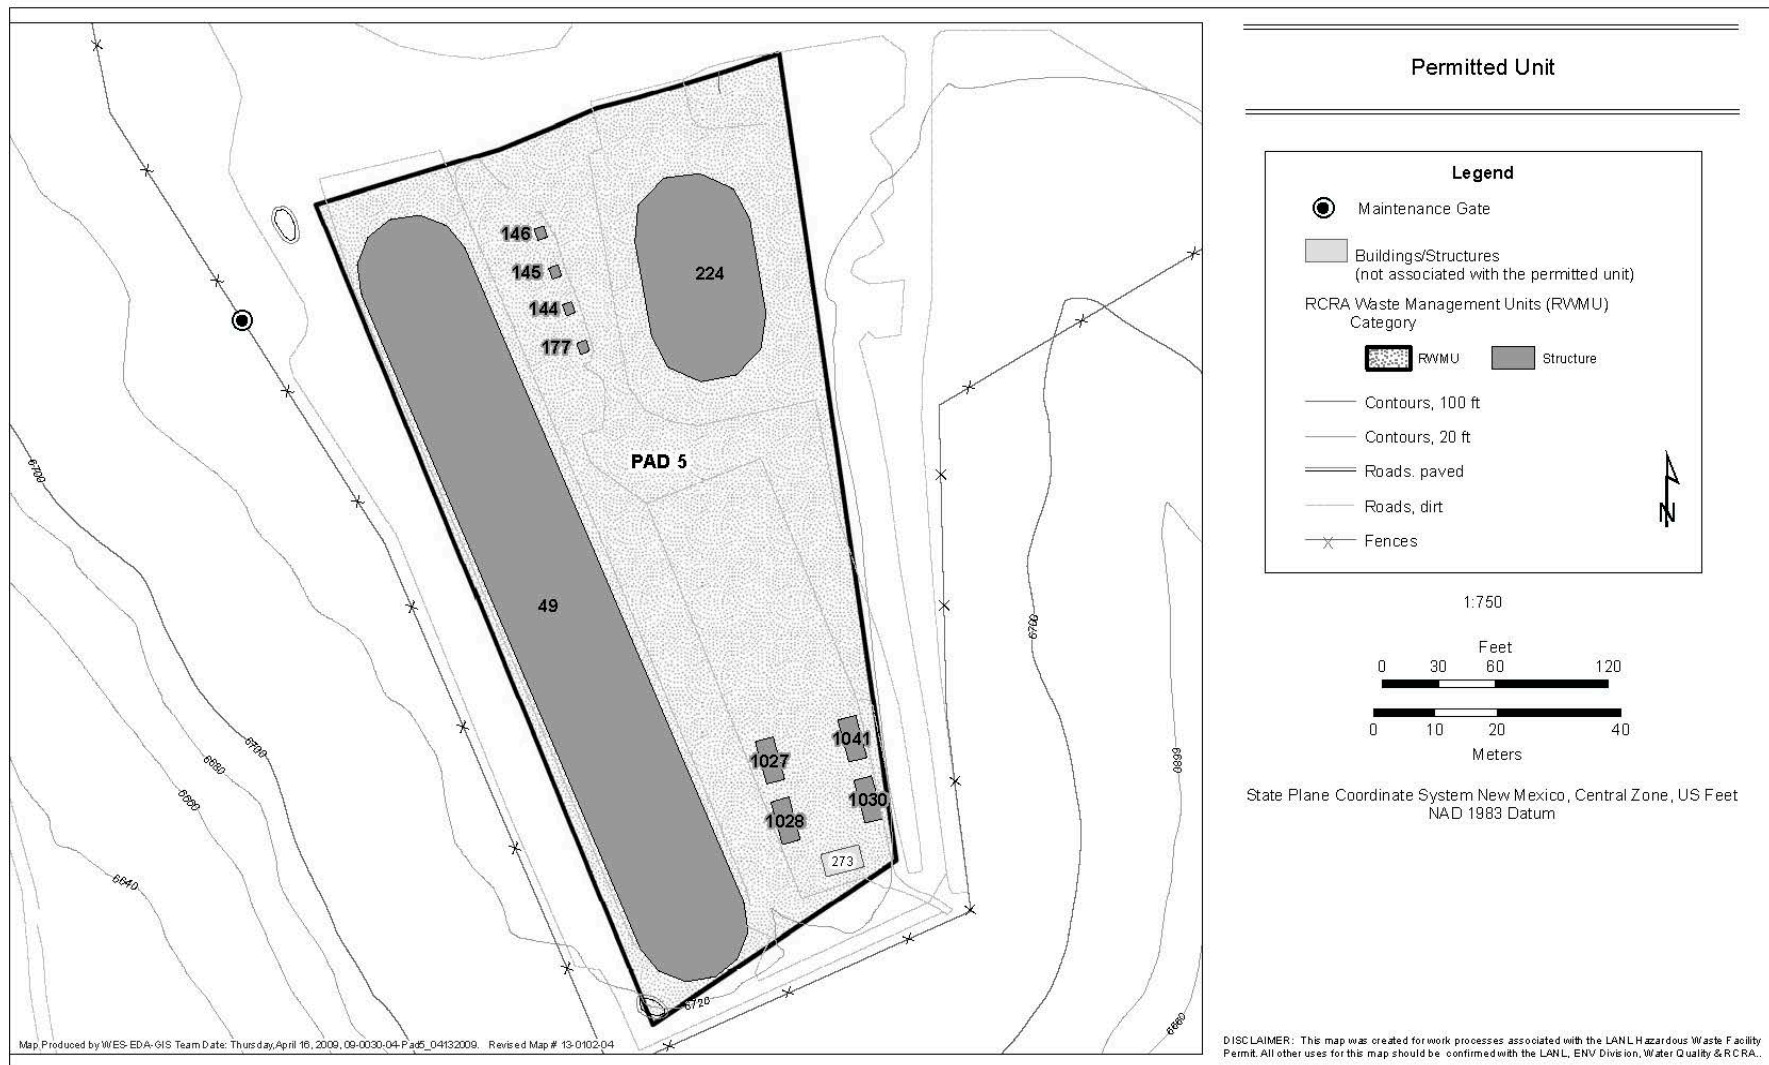 Permitted Unit
Legend
Maintenance Gate
Buildings/Structures
(not associated with the permitted unit)
RCRA Waste Management Units (RWMU)
Category
RWMU
Structure
Contours, 100 ft
Contours, 20 ft
Roads. paved
Roads, dirt
Fences
N
1:750
Feet
0 30 60 120
0 10 20 40
Meters
State Plane Coordinate System New Mexico, Central Zone, US Feet
NAD 1983 Datum
146
145
144
177
224
PAD 5
49
1041
1027
1030
1028
273
6700
6700
6680
6660
6640
6720
6700
6680
6660
Map Produced by WES-EDA-GIS Team Date: Thursday,April 16, 2009, 09-0030-04-Pad5_04132009. Revised Map # 13-0102-04
DISCLAIMER: This map was created for work processes associated with the LANL Hazardous Waste Facility
Permit. All other uses for this map should be confirmed with the LANL, ENV Division, Water Quality & RCRA..